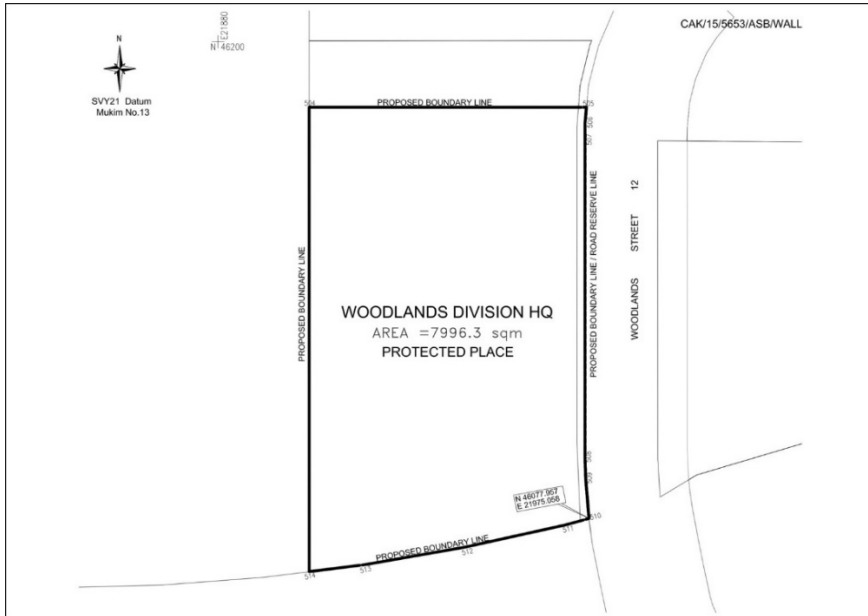 CAK/15/5653/ASB/WALL
N
E21880
N 46200
SVY21 Datum
Mukim No.13
504
PROPOSED BOUNDARY LINE
505
506
507
PROPOSED BOUNDARY LINE
PROPOSED BOUNDARY LINE / ROAD RESERVE LINE
WOODLANDS STREET 12
WOODLANDS DIVISION HQ
AREA =7996.3 sqm
PROTECTED PLACE
508
509
N 46077.957
E 21975.058
510
511
512
PROPOSED BOUNDARY LINE
513
514